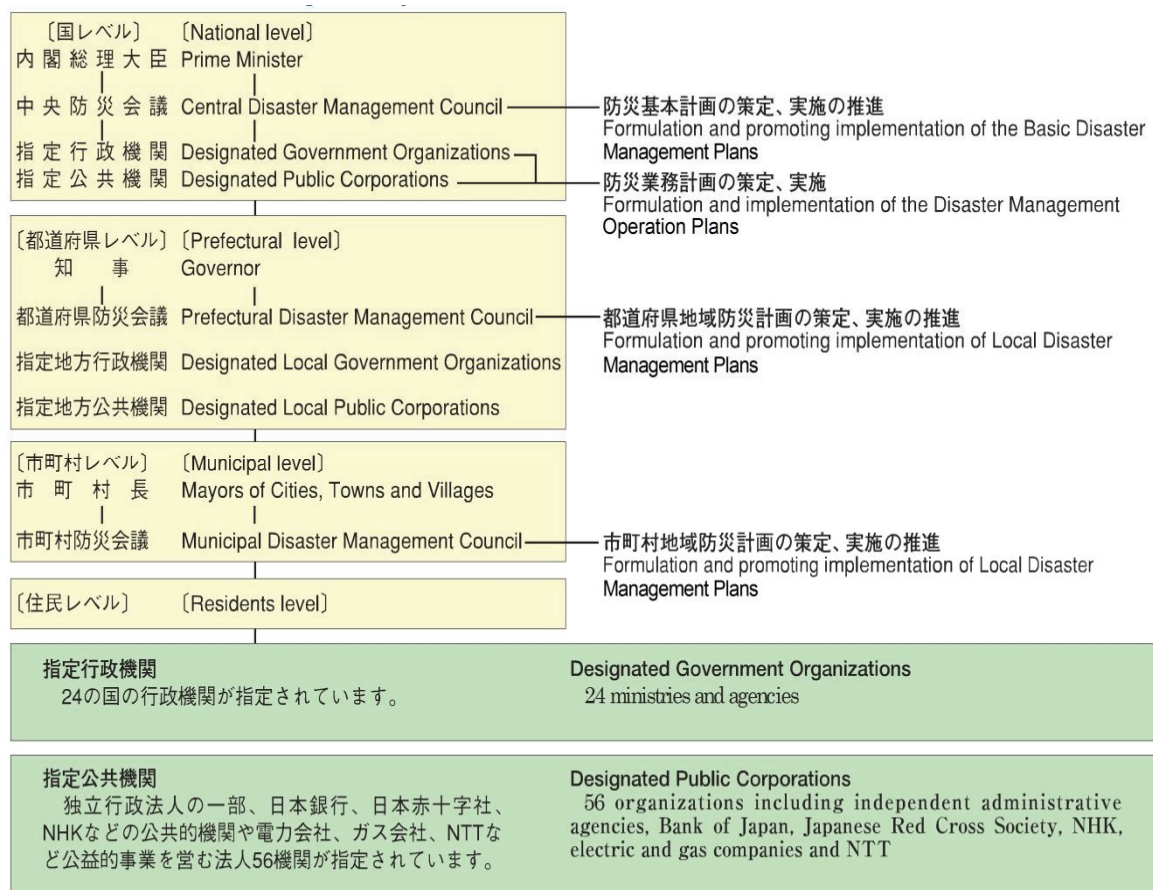 〔国レベル〕 〔National level〕
内閣総理大臣 Prime Minister
中央防災会議 Central Disaster Management Council
防災基本計画の策定、実施の推進
Formulation and promoting implementation of the Basic Disaster
Management Plans
指定行政機関 Designated Government Organizations
指定公共機関 Designated Public Corporations
防災業務計画の策定、実施
Formulation and implementation of the Disaster Management
Operation Plans
〔都道府県レベル〕 〔Prefectural level〕
知事 Governor
都道府県防災会議 Prefectural Disaster Management Council
都道府県地域防災計画の策定、実施の推進
Formulation and promoting implementation of Local Disaster
Management Plans
指定地方行政機関 Designated Local Government Organizations
指定地方公共機関 Designated Local Public Corporations
〔市町村レベル〕 〔Municipal level〕
市町村長 Mayors of Cities, Towns and Villages
市町村防災会議 Municipal Disaster Management Council
市町村地域防災計画の策定、実施の推進
Formulation and promoting implementation of Local Disaster
Management Plans
〔住民レベル〕 〔Residents level〕
指定行政機関
24の国の行政機関が指定されています。
Designated Government Organizations
24 ministries and agencies
指定公共機関
独立行政法人の一部、日本銀行、日本赤十字社、
NHKなどの公共的機関や電力会社、ガス会社、NTTな
ど公益的事業を営む法人56機関が指定されています。
Designated Public Corporations
56 organizations including independent administrative
agencies, Bank of Japan, Japanese Red Cross Society, NHK,
electric and gas companies and NTT